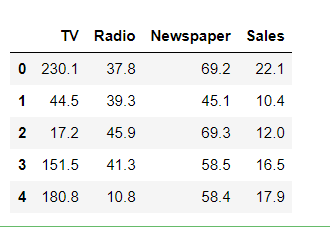 TV Radio Newspaper Sales
0 230.1 37.8 69.2 22.1
1 44.5 39.3 45.1 10.4
2 17.2 45.9 69.3 12.0
3 151.5 41.3 58.5 16.5
4 180.8 10.8 58.4 17.9